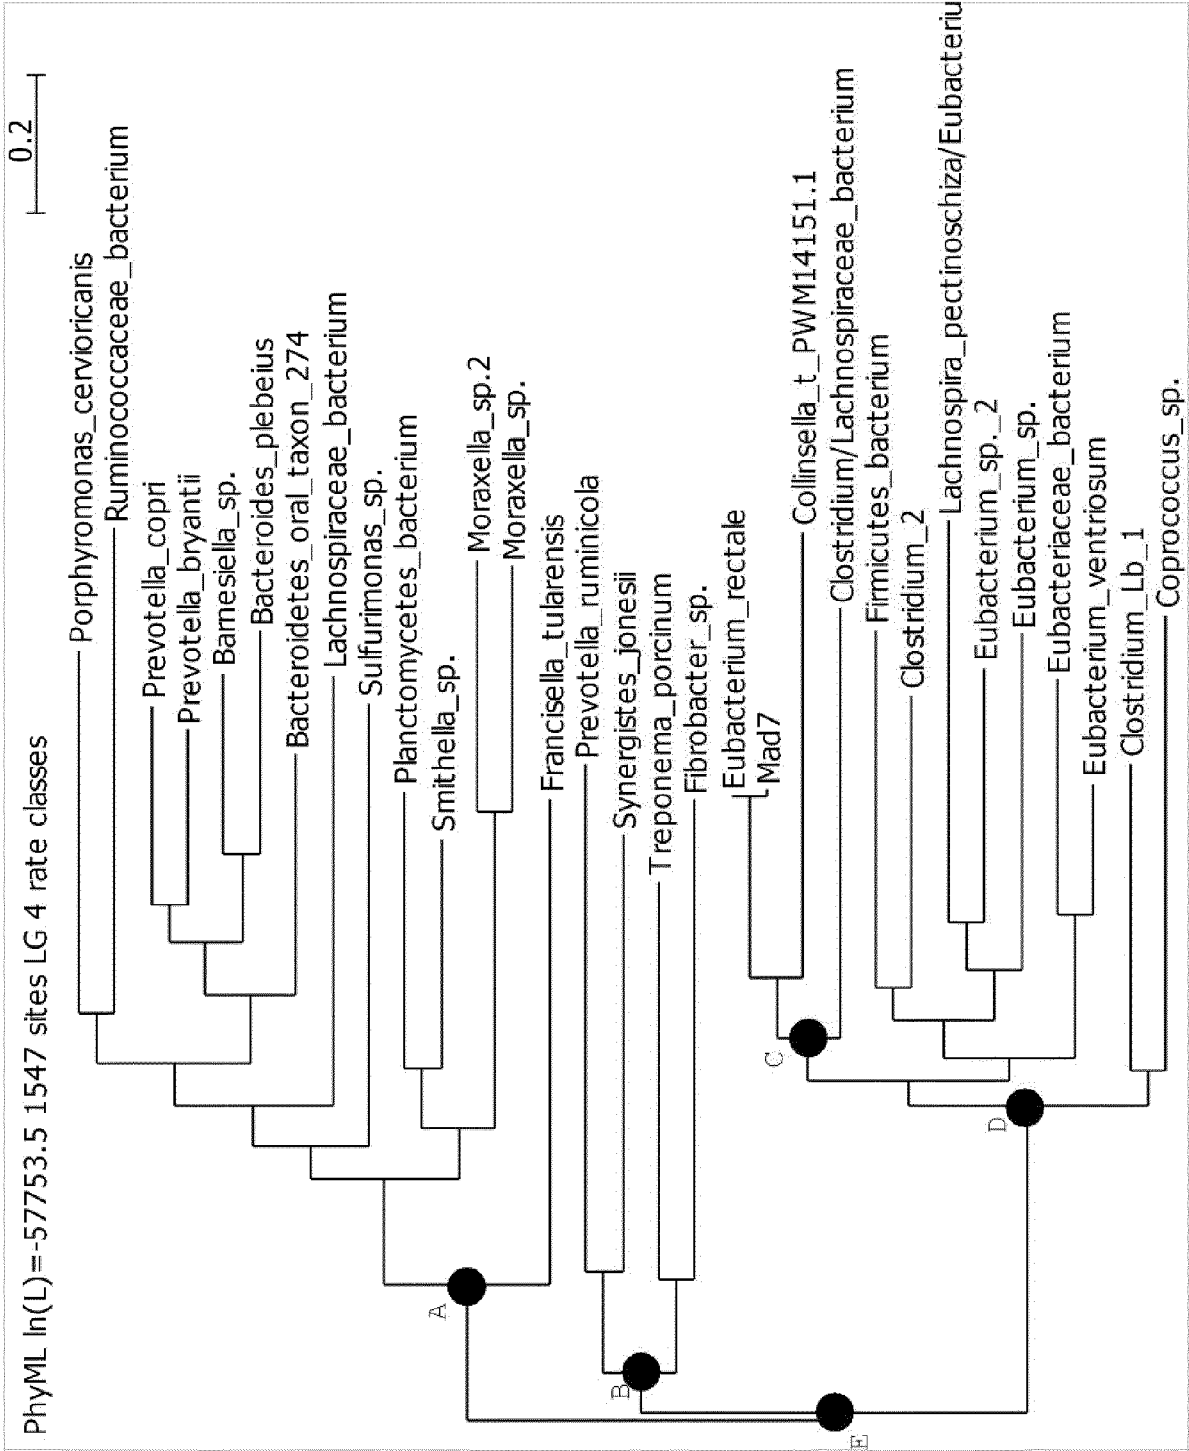 PhyML ln(L)=-57753.5 1547 sites LG 4 rate classes
0.2
Porphyromonas_cervioricanis
Ruminococcaceae_bacterium
Prevotella_copri
Prevotella_bryantii
Barnesiella_sp.
Bacteroides_plebeius
Bacteroidetes_oral_taxon_274
Lachnospiraceae_bacterium
Sulfurimonas_sp.
Planctomycetes_bacterium
Smithella_sp.
Moraxella_sp.2
Moraxella_sp.
Francisella_tularensis
A
Prevotella_ruminicola
Synergistes_jonesii
Treponema_porcinum
Fibrobacter_sp.
B
Eubacterium_rectale
Mad7
Collinsella_t_PWM14151.1
C
Clostridium/Lachnospiraceae_bacterium
Firmicutes_bacterium
Clostridium_2
Lachnospira_pectinoschiza/Eubacteriu
Eubacterium_sp._2
Eubacterium_sp.
Eubacteriaceae_bacterium
Eubacterium_ventriosum
Clostridium_Lb_1
Coprococcus_sp.
D
E